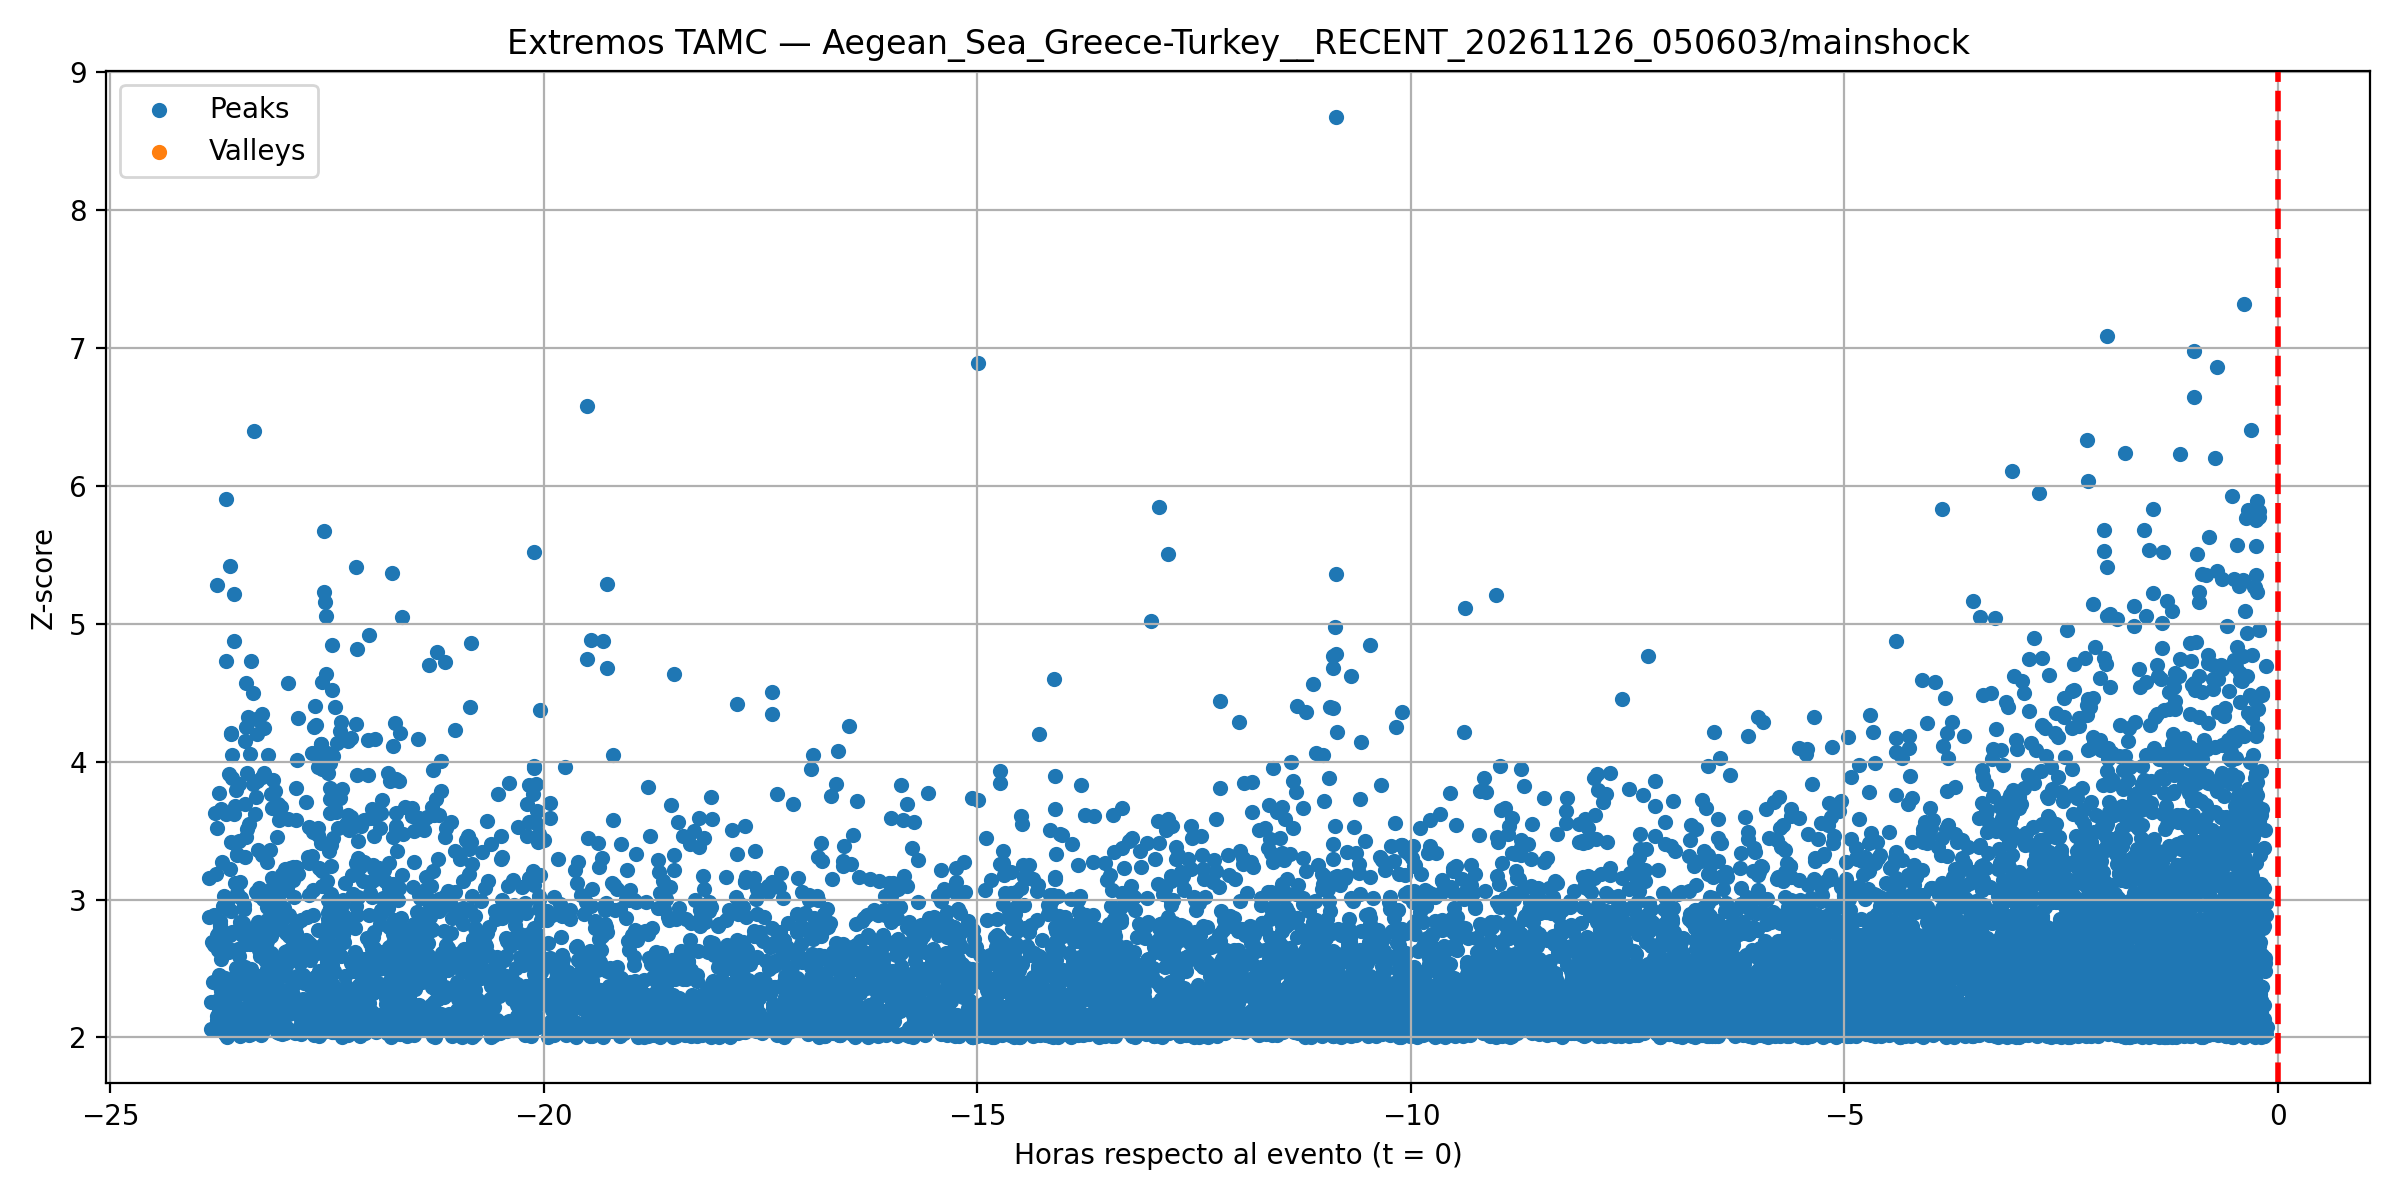 Extremos TAMC — Aegean_Sea_Greece-Turkey__RECENT_20261126_050603/mainshock
Peaks
Valleys
Z-score
9
8
7
6
5
4
3
2
−25
−20
−15
−10
−5
0
Horas respecto al evento (t = 0)